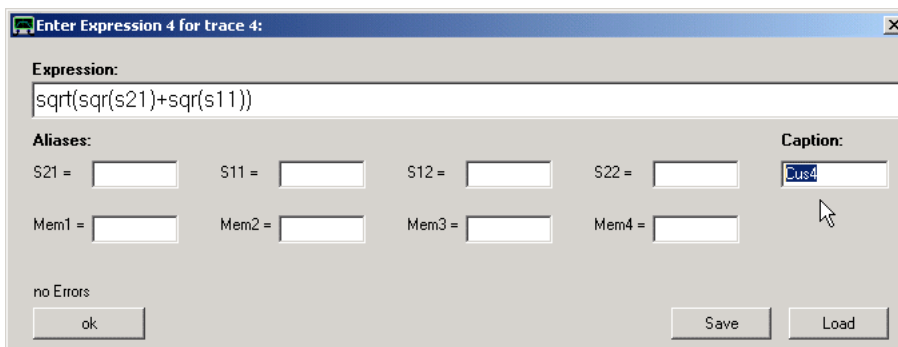 Enter Expression 4 for trace 4:
Expression:
sqrt(sqr(s21)+sqr(s11))
Aliases: Caption:
S21 = S11 = S12 = S22 = Cus4
Mem1 = Mem2 = Mem3 = Mem4 =
no Errors
ok Save Load